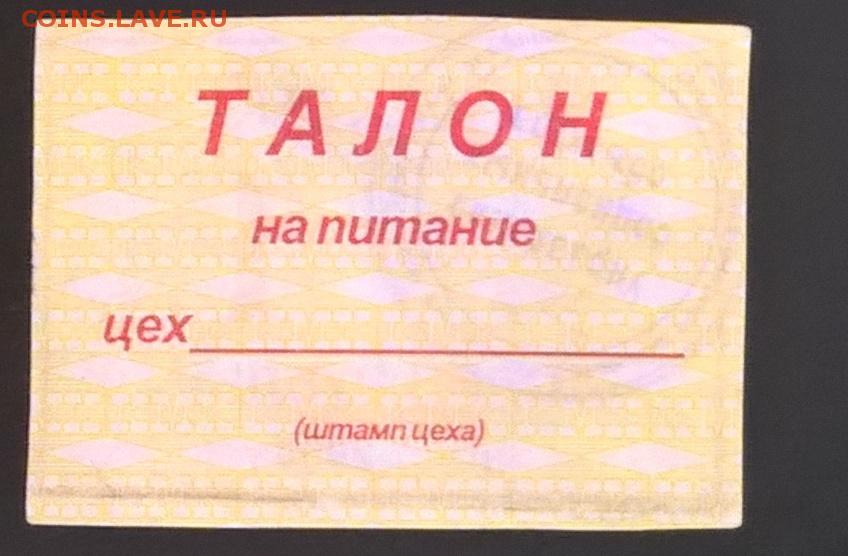 COINS.LAVE.RU
ТАЛОН
на питание
цех
(штамп цеха)